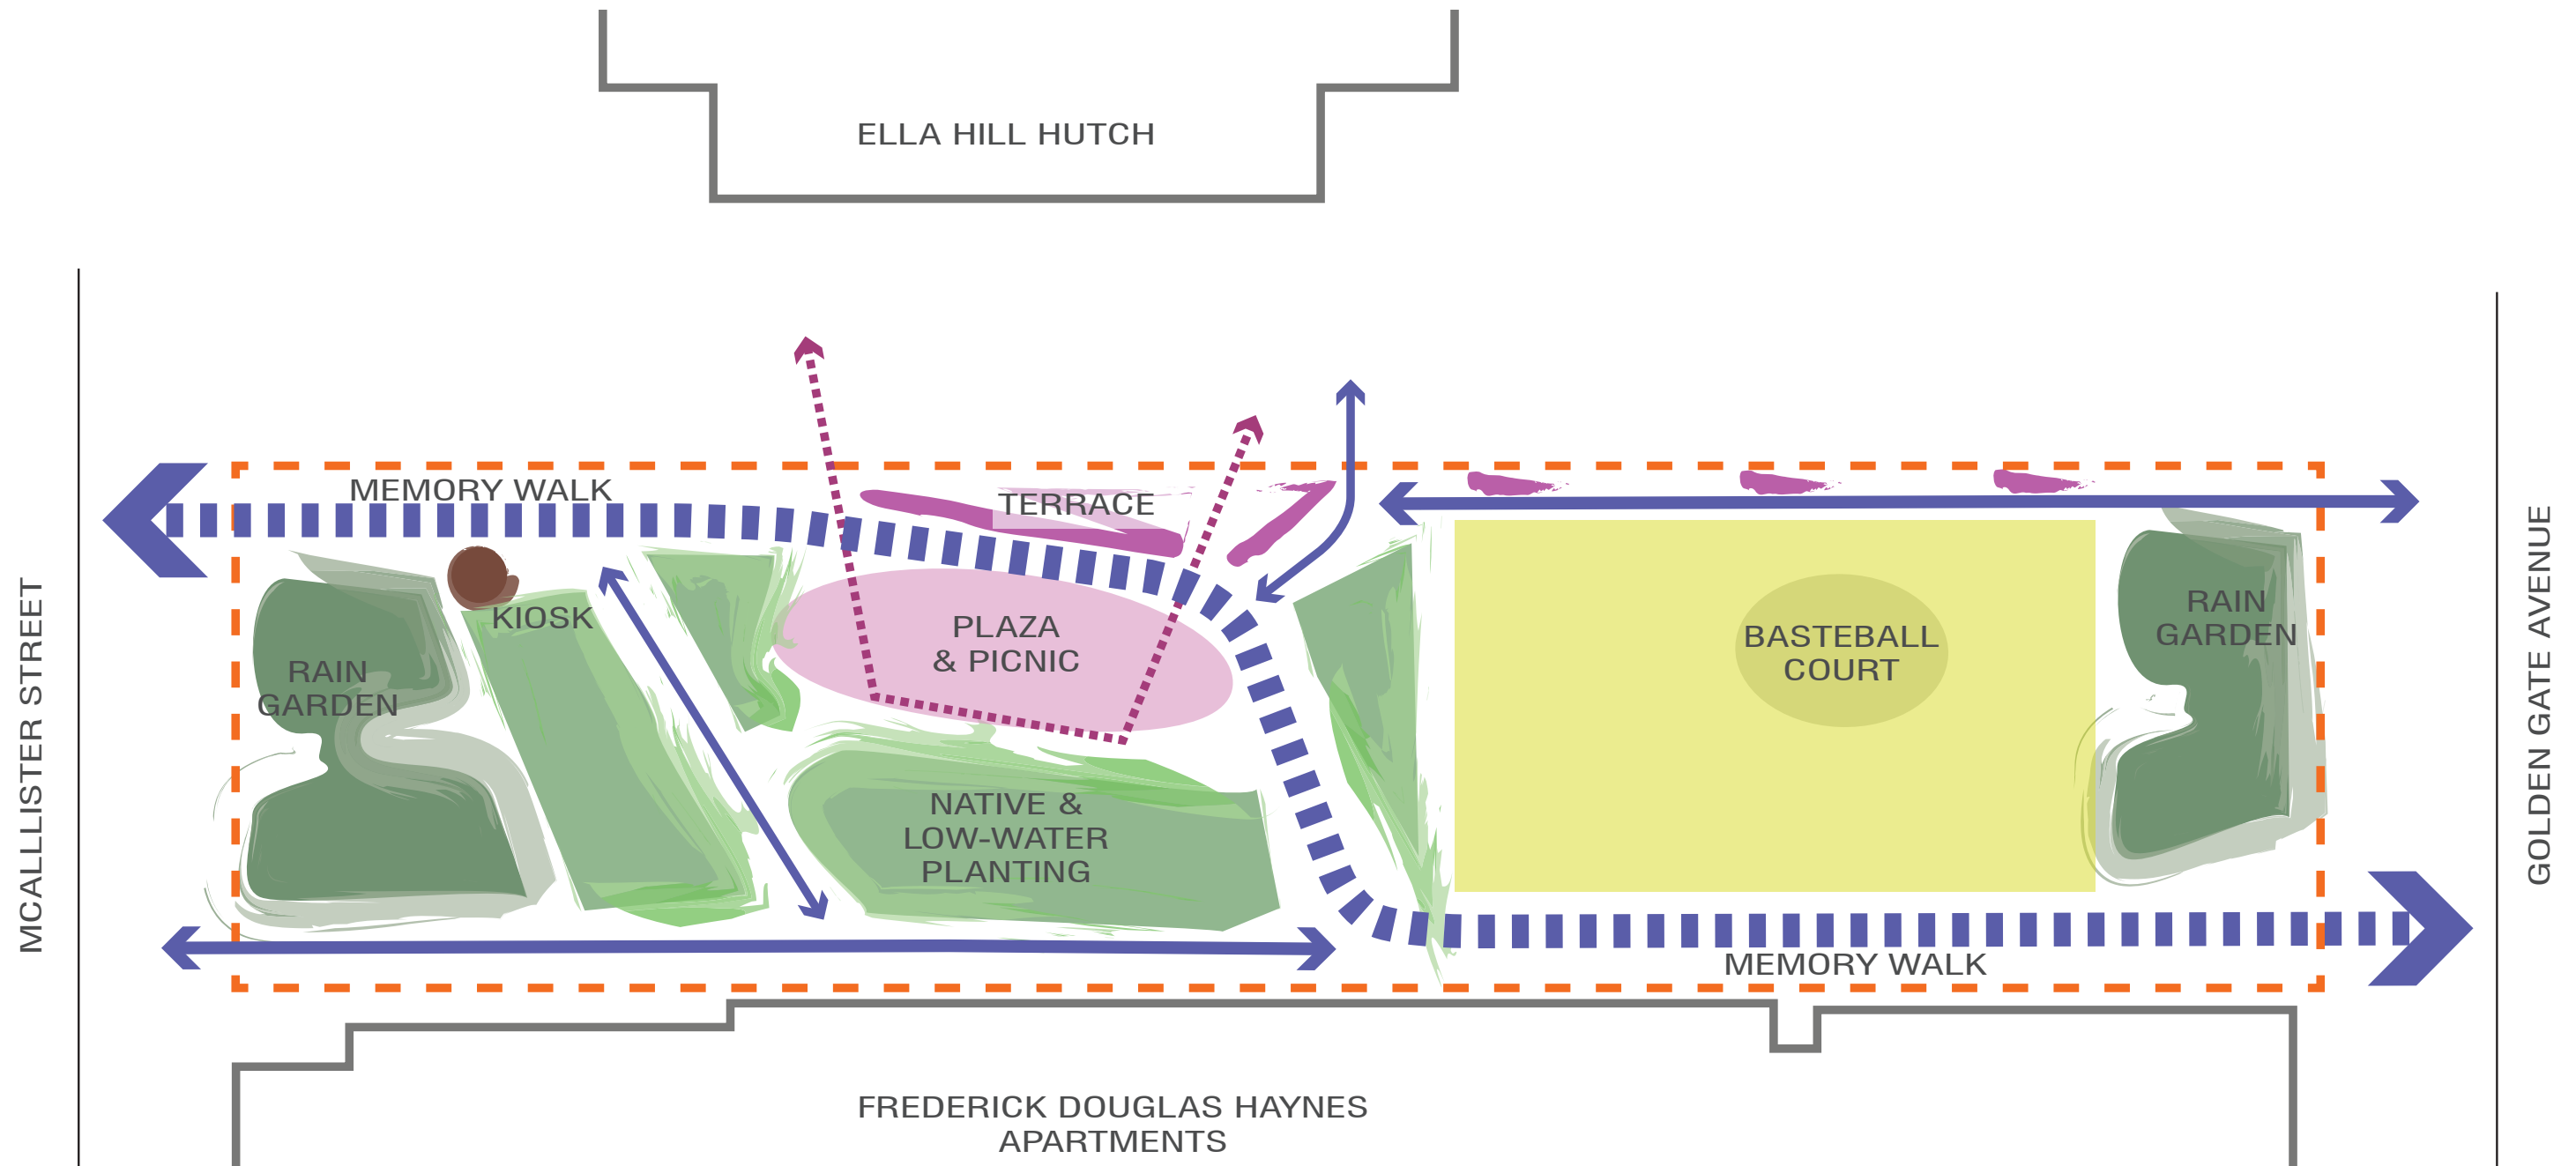 ELLA HILL HUTCH
MEMORY WALK
TERRACE
KIOSK
PLAZA
& PICNIC
RAIN
GARDEN
BASTEBALL
COURT
RAIN
GARDEN
NATIVE &
LOW-WATER
PLANTING
MEMORY WALK
MCALLLISTER STREET
GOLDEN GATE AVENUE
FREDERICK DOUGLAS HAYNES
APARTMENTS